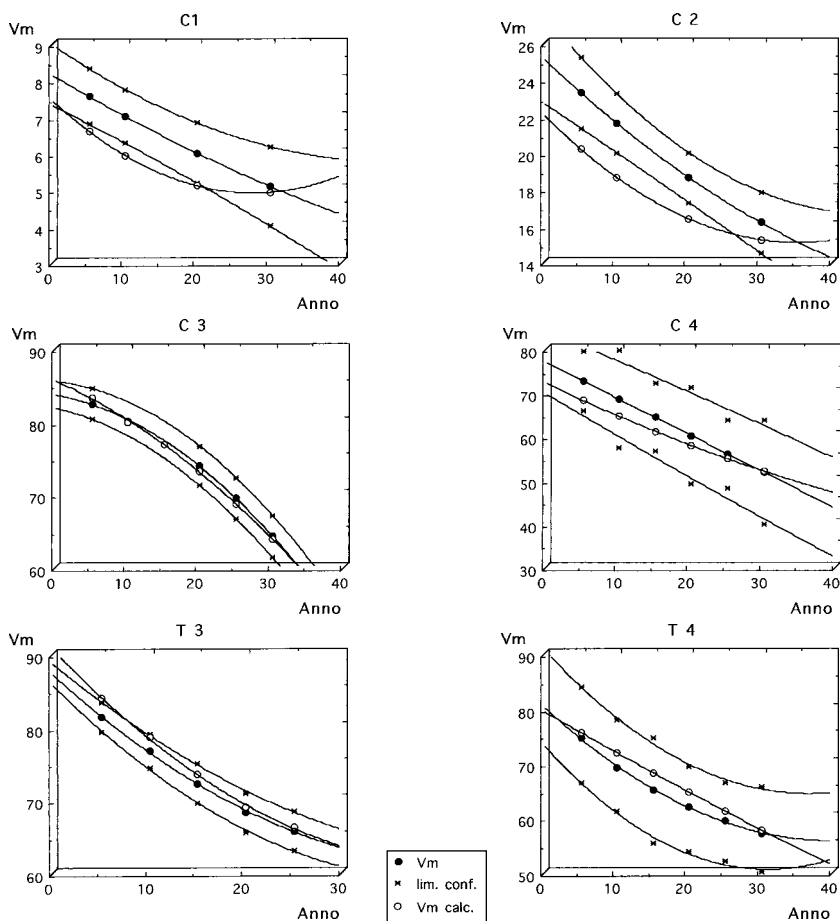 C1
Vm
9
8
7
6
5
4
3
0 10 20 30 40
Anno
C 2
Vm
26
24
22
20
18
16
14
0 10 20 30 40
Anno
C 3
Vm
90
80
70
60
0 10 20 30 40
Anno
C 4
Vm
80
70
60
50
40
30
0 10 20 30 40
Anno
T 3
Vm
90
80
70
60
0 10 20 30
Anno
T 4
Vm
90
80
70
60
50
0 10 20 30 40
Anno
Vm
lim. conf.
Vm calc.